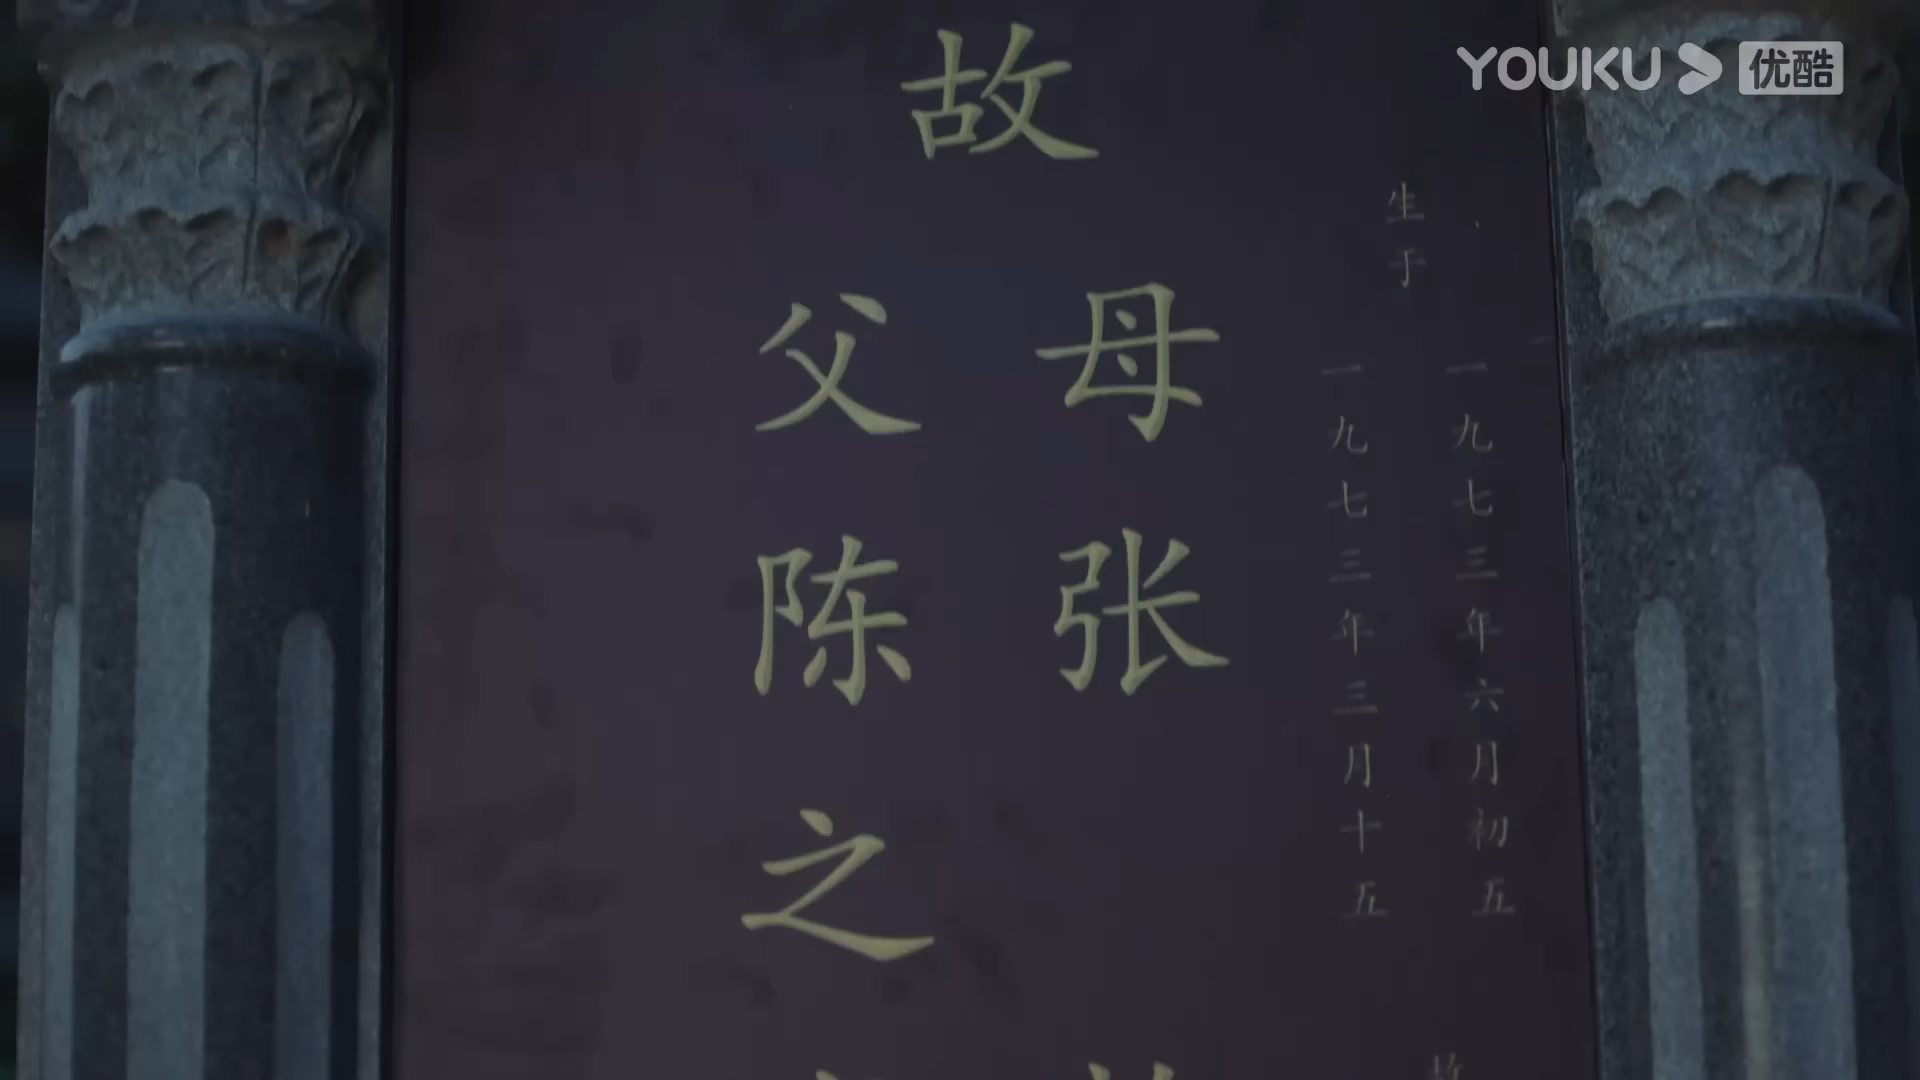 YOUKU 优酷
故
生于
一九七三年六月初五
一九七三年三月十五
母张
父陈之
故